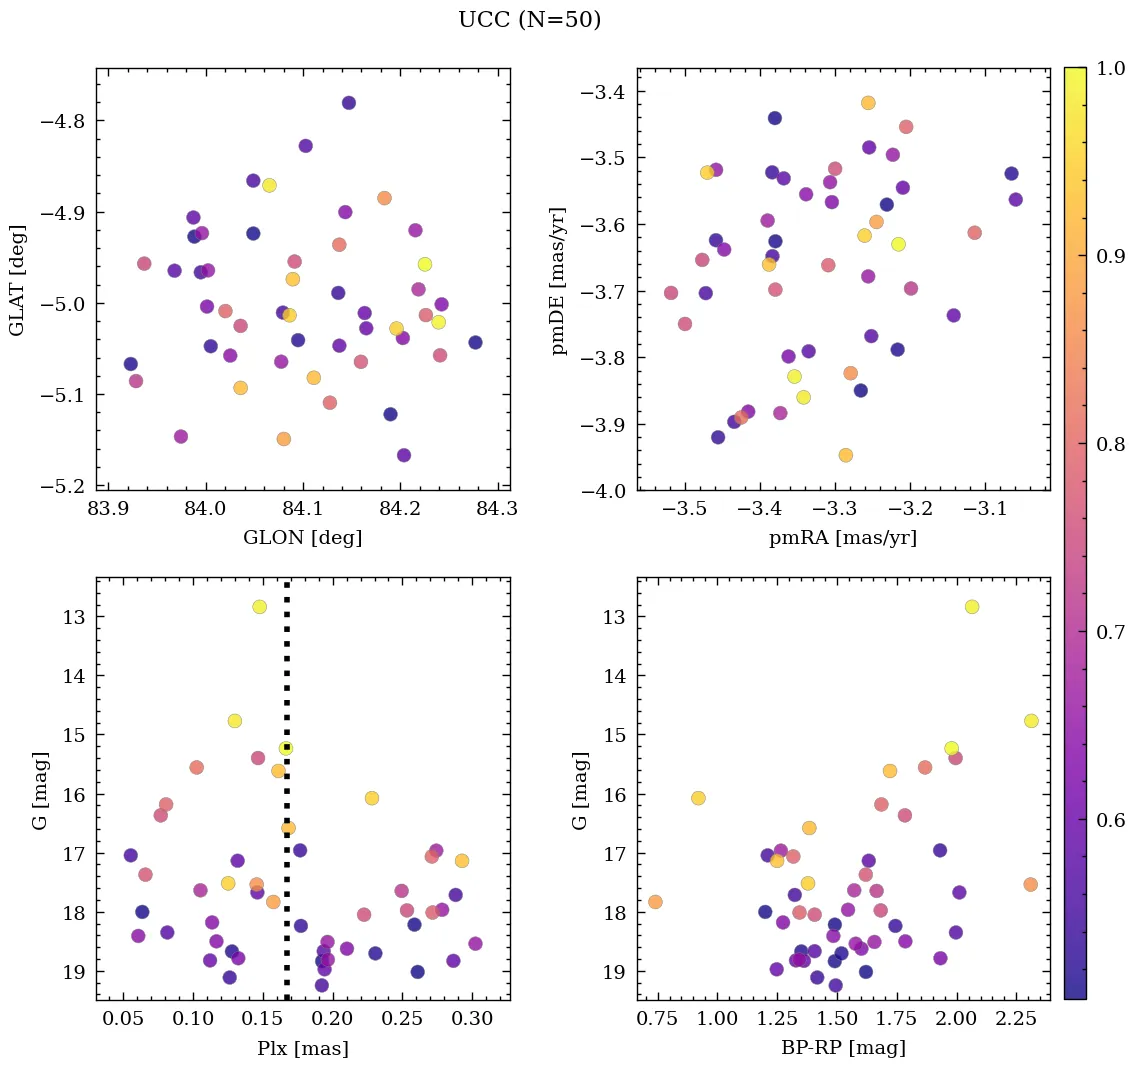 UCC (N=50)
−4.8
−4.9
−5.0
−5.1
−5.2
GLAT [deg]
83.9 84.0 84.1 84.2 84.3
GLON [deg]
−3.4
−3.5
−3.6
−3.7
−3.8
−3.9
−4.0
pmDE [mas/yr]
−3.5 −3.4 −3.3 −3.2 −3.1
pmRA [mas/yr]
1.0
0.9
0.8
0.7
0.6
13
14
15
16
17
18
19
G [mag]
0.05 0.10 0.15 0.20 0.25 0.30
Plx [mas]
13
14
15
16
17
18
19
G [mag]
0.75 1.00 1.25 1.50 1.75 2.00 2.25
BP-RP [mag]